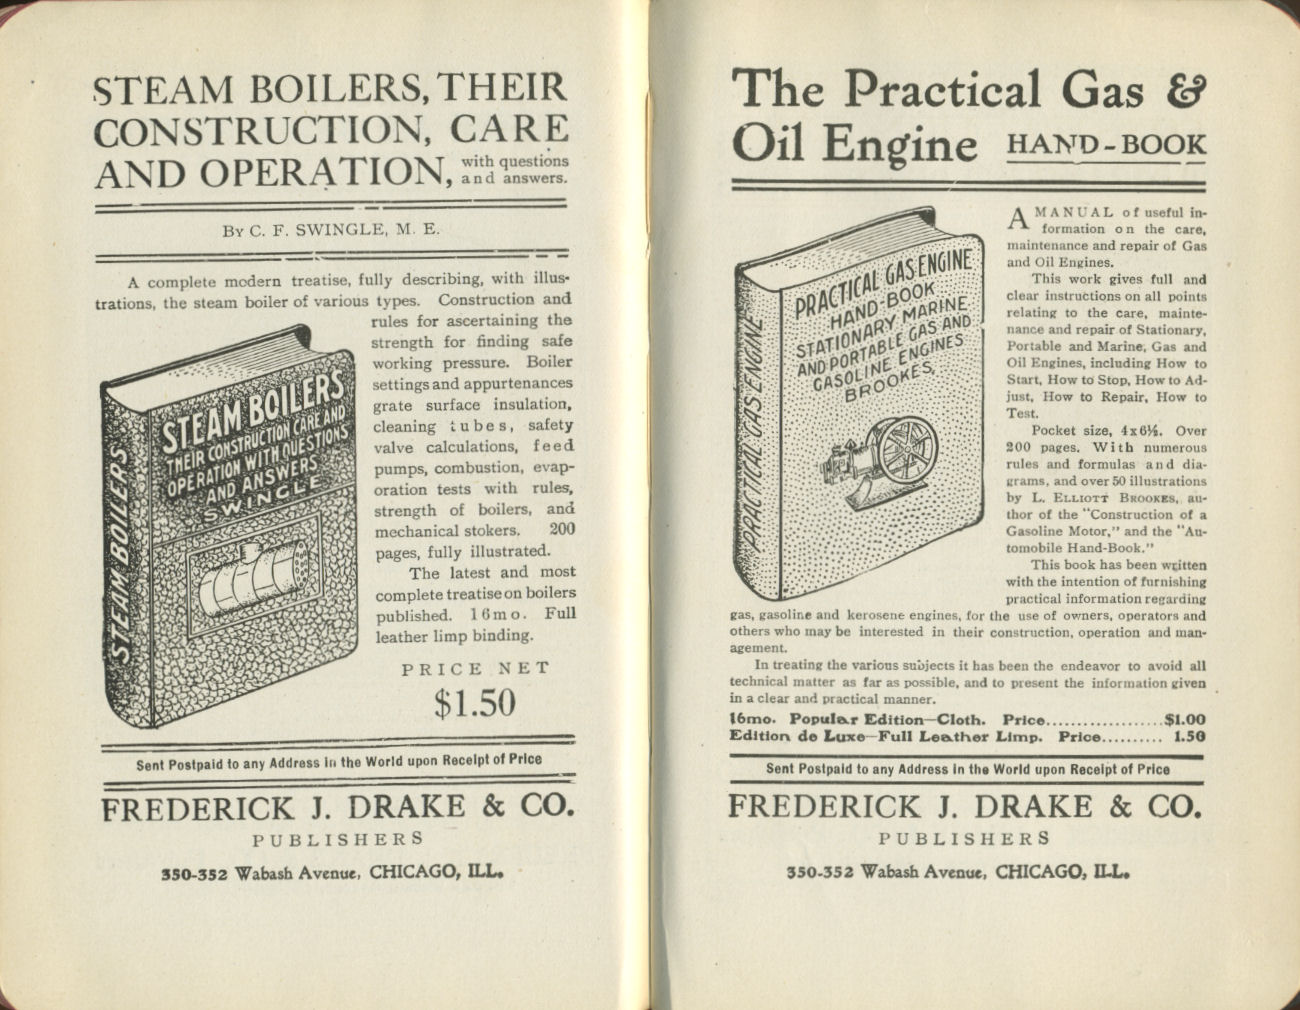 STEAM BOILERS, THEIR
CONSTRUCTION, CARE
AND OPERATION, with questions
and answers.
BY C. F. SWINGLE, M. E.
A complete modern treatise, fully describing, with illus-
trations, the steam boiler of various types. Construction and
rules for ascertaining the
strength for finding safe
working pressure. Boiler
settings and appurtenances
grate surface insulation,
cleaning tubes, safety
valve calculations, feed
pumps, combustion, evap-
oration tests with rules,
strength of boilers, and
mechanical stokers. 200
pages, fully illustrated.
The latest and most
complete treatise on boilers
published. 16mo. Full
leather limp binding.
PRICE NET
$1.50
STEAM BOILERS
STEAM BOILERS
THEIR CONSTRUCTION CARE AND
OPERATION WITH QUESTIONS
AND ANSWERS
SWINGLE
Sent Postpaid to any Address in the World upon Receipt of Price
FREDERICK J. DRAKE & CO.
PUBLISHERS
350-352 Wabash Avenue, CHICAGO, ILL.
The Practical Gas &
Oil Engine HAND-BOOK
PRACTICAL GAS ENGINE
PRACTICAL GAS ENGINE
HAND-BOOK
STATIONARY MARINE
AND PORTABLE GAS AND
GASOLINE ENGINES
BROOKES.
A MANUAL of useful in-
formation on the care,
maintenance and repair of Gas
and Oil Engines.
This work gives full and
clear instructions on all points
relating to the care, mainte-
nance and repair of Stationary,
Portable and Marine, Gas and
Oil Engines, including How to
Start, How to Stop, How to Ad-
just, How to Repair, How to
Test.
Pocket size, 4x6½. Over
200 pages. With numerous
rules and formulas and dia-
grams, and over 50 illustrations
by L. ELLIOTT BROOKES, au-
thor of the "Construction of a
Gasoline Motor," and the "Au-
tomobile Hand-Book."
This book has been written
with the intention of furnishing
practical information regarding
gas, gasoline and kerosene engines, for the use of owners, operators and
others who may be interested in their construction, operation and man-
agement.
In treating the various subjects it has been the endeavor to avoid all
technical matter as far as possible, and to present the information given
in a clear and practical manner.
16mo. Popular Edition—Cloth. Price...................$1.00
Edition de Luxe—Full Leather Limp. Price.......... 1.50
Sent Postpaid to any Address in the World upon Receipt of Price
FREDERICK J. DRAKE & CO.
PUBLISHERS
350-352 Wabash Avenue, CHICAGO, ILL.